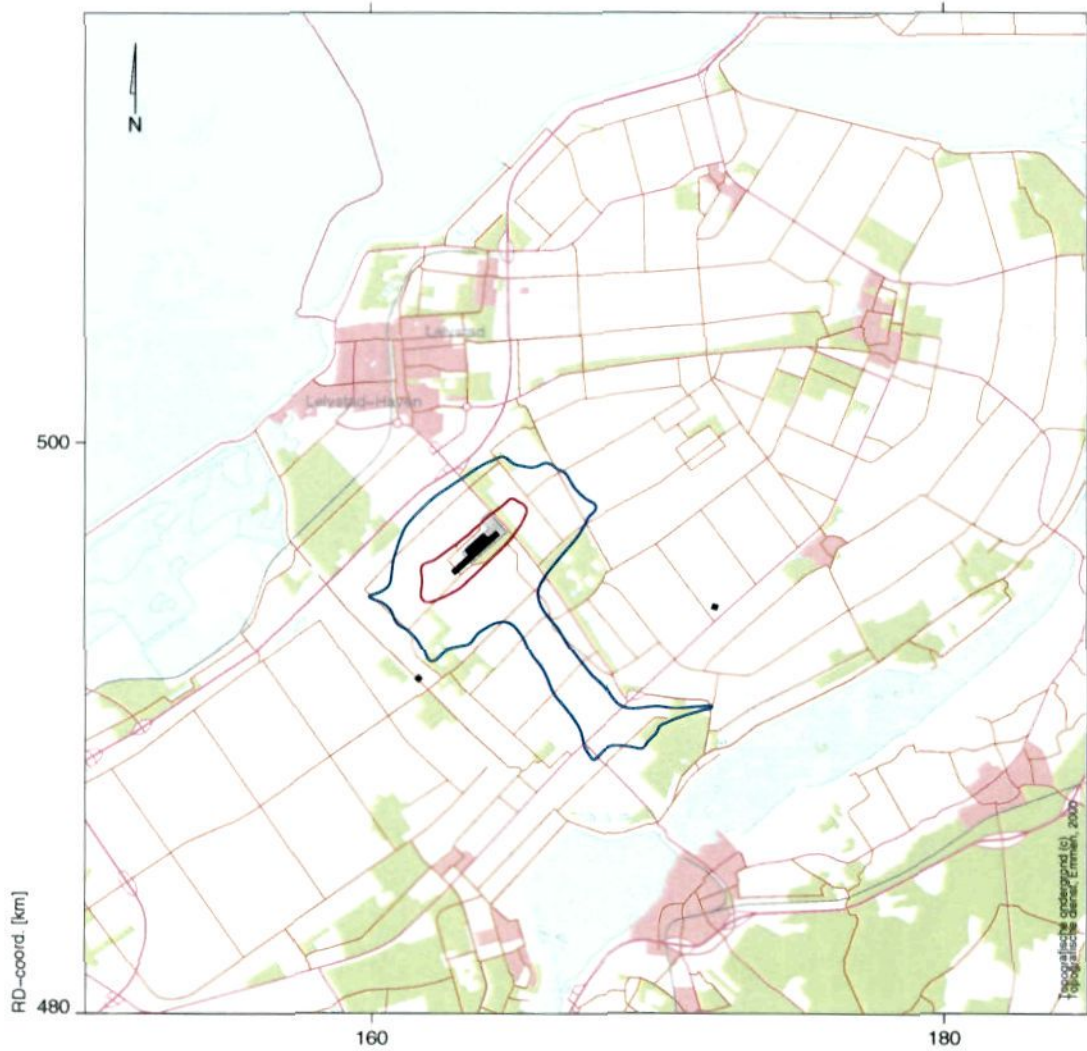 N
Lelystad
Lelystad-Haven
500
480
RD-coord. [km]
160
180
Topografische ondergrond (c)
Topografische dienst, Emmen, 2000